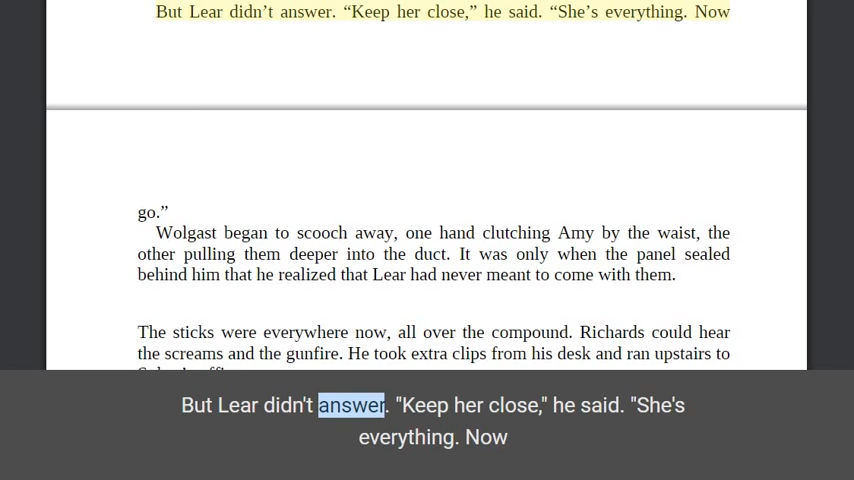 But Lear didn’t answer. “Keep her close,” he said. “She’s everything. Now
go.”
Wolgast began to scooch away, one hand clutching Amy by the waist, the
other pulling them deeper into the duct. It was only when the panel sealed
behind him that he realized that Lear had never meant to come with them.
The sticks were everywhere now, all over the compound. Richards could hear
the screams and the gunfire. He took extra clips from his desk and ran upstairs to
But Lear didn't answer. "Keep her close," he said. "She's
everything. Now